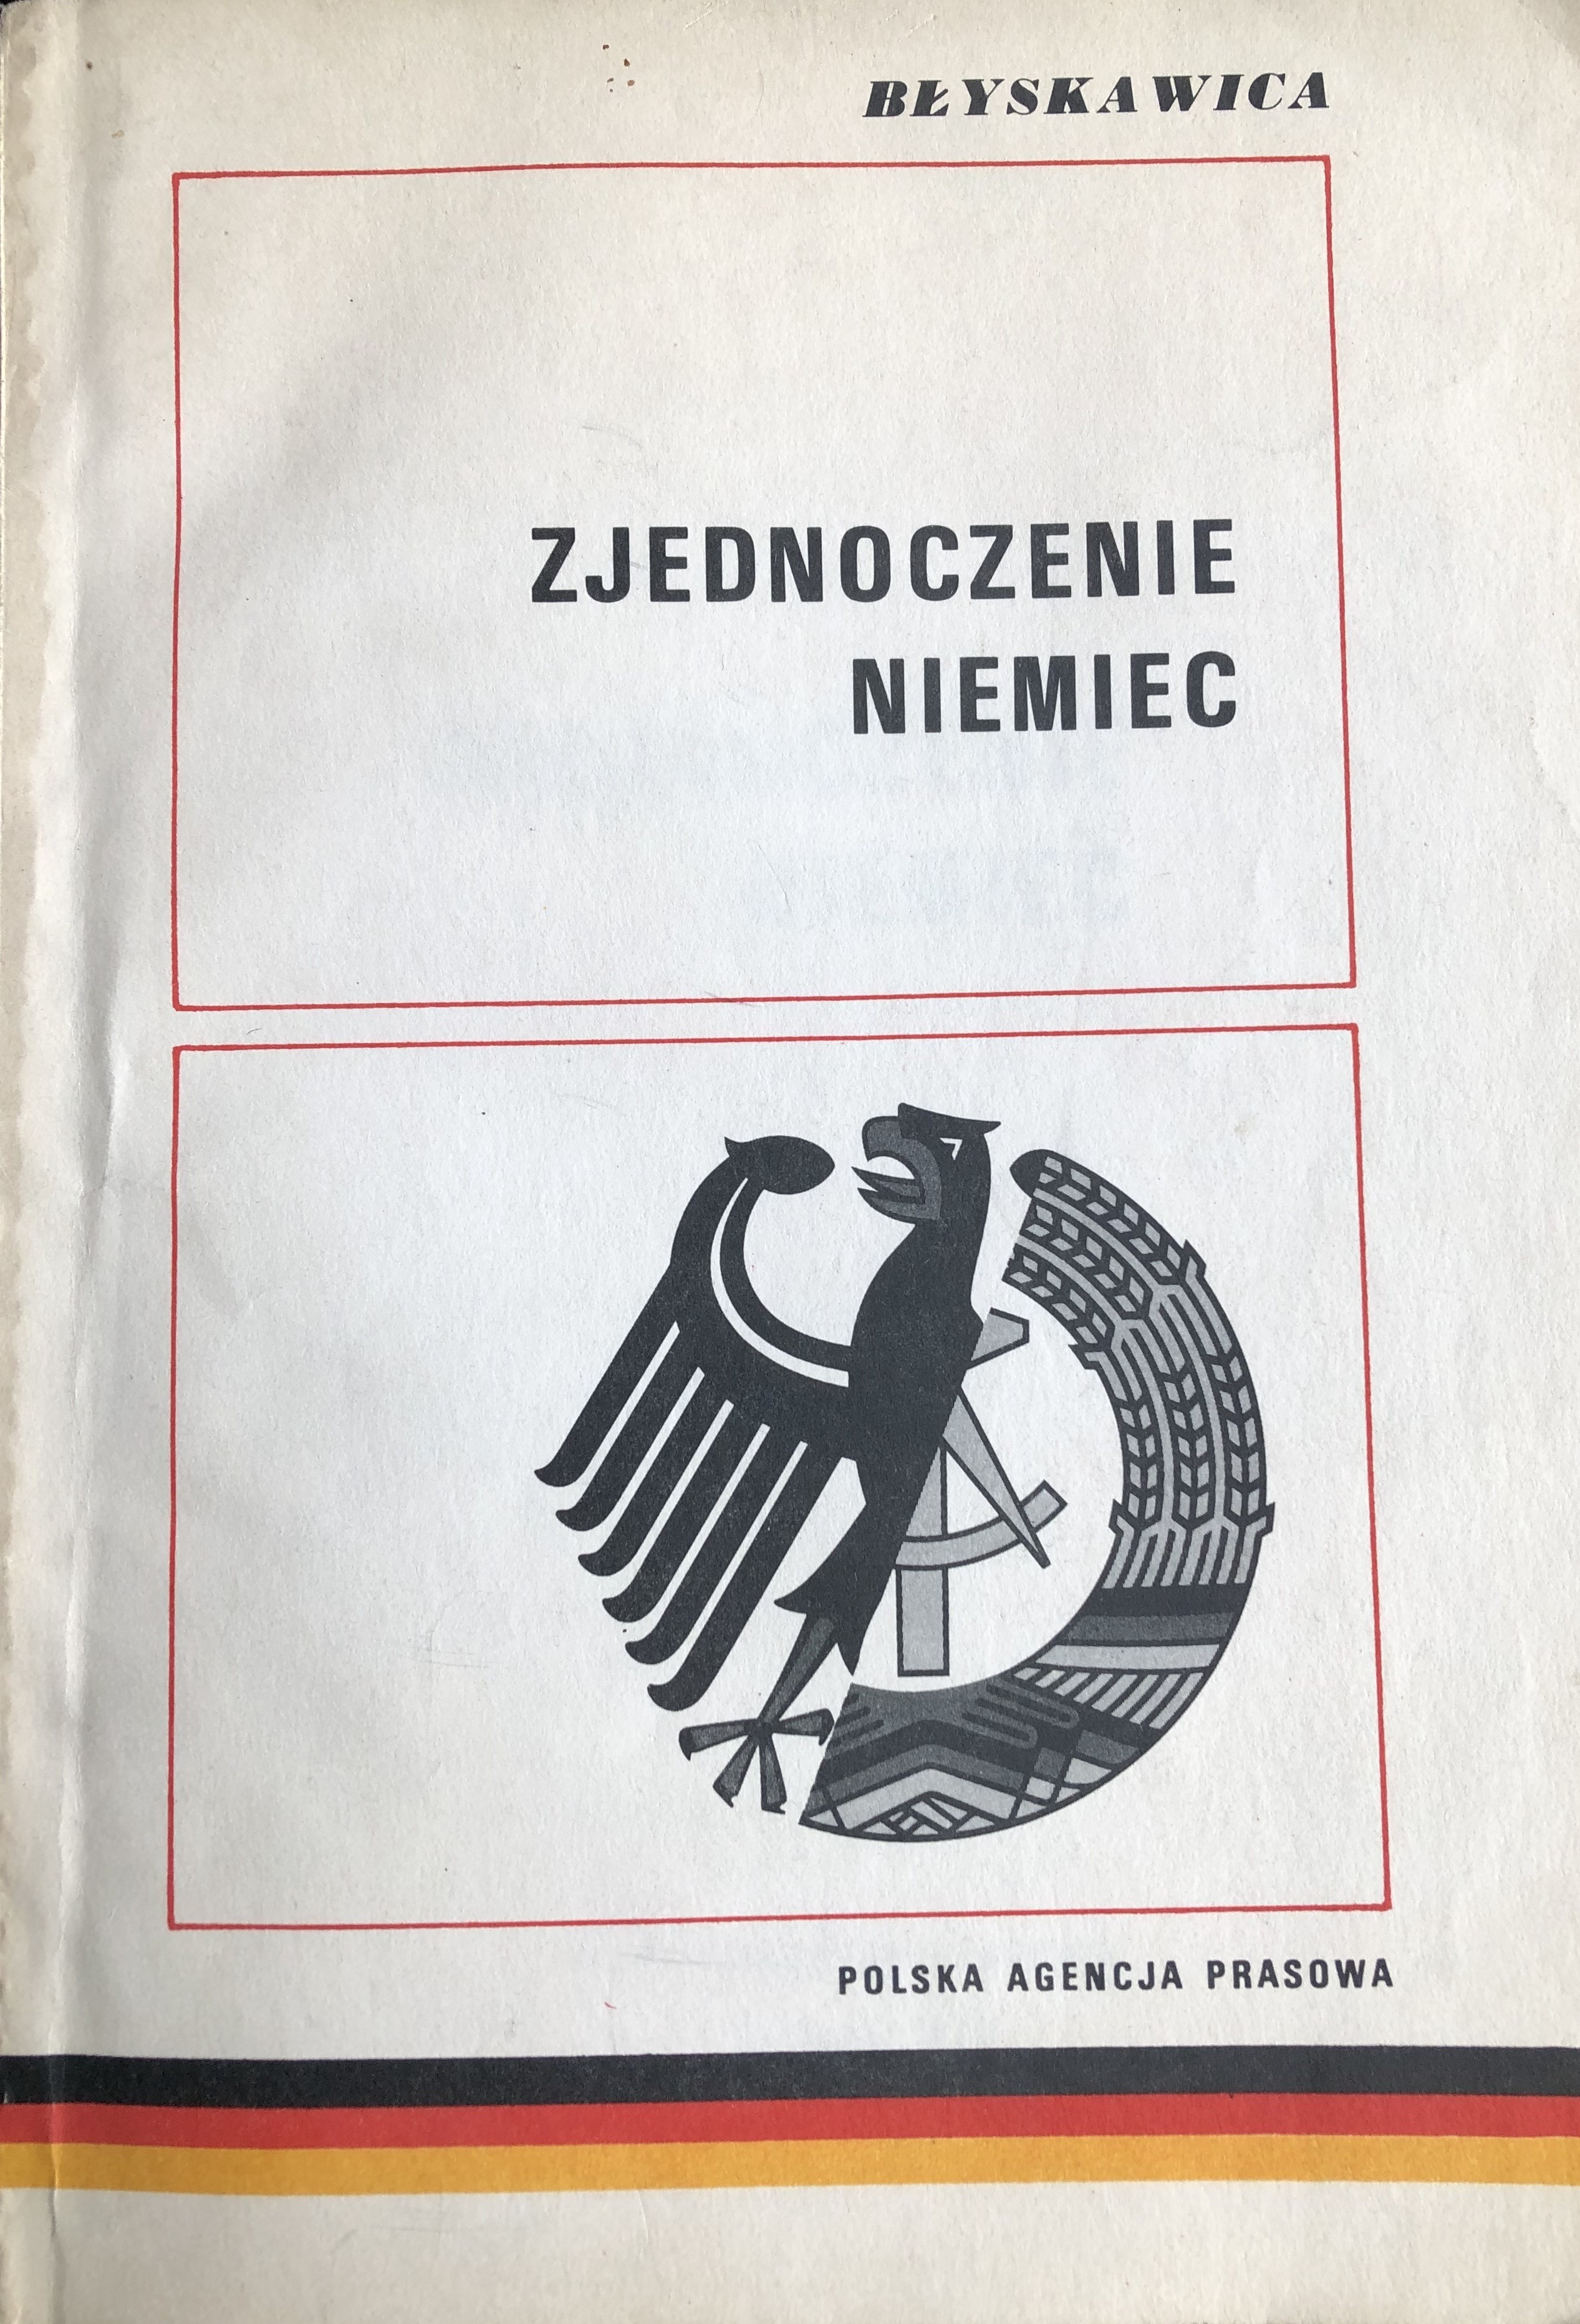 BŁYSKAWICA
ZJEDNOCZENIE
NIEMIEC
POLSKA AGENCJA PRASOWA